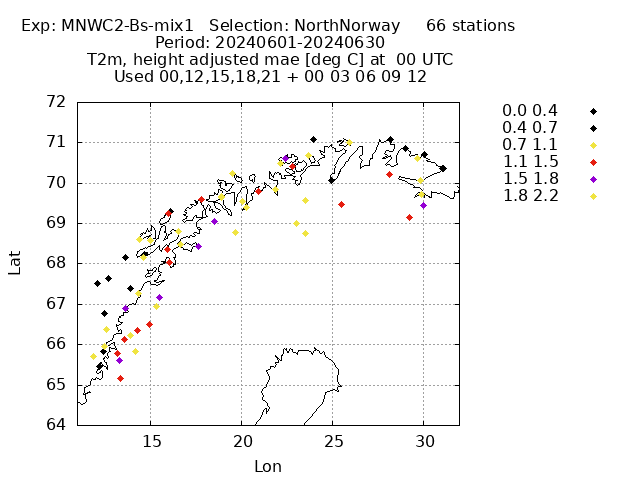 Exp: MNWC2-Bs-mix1   Selection: NorthNorway     66 stations
Period: 20240601-20240630
T2m, height adjusted mae [deg C] at  00 UTC
Used 00,12,15,18,21 + 00 03 06 09 12
72
71
70
69
68
67
66
65
64
Lat
15 20 25 30
Lon
0.0 0.4
0.4 0.7
0.7 1.1
1.1 1.5
1.5 1.8
1.8 2.2